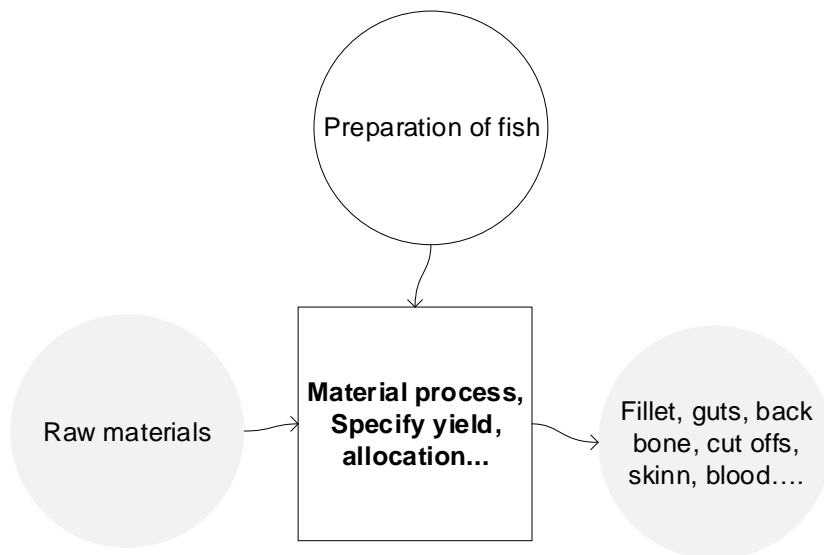 Preparation of fish
Raw materials
Material process,
Specify yield,
allocation...
Fillet, guts, back
bone, cut offs,
skinn, blood….